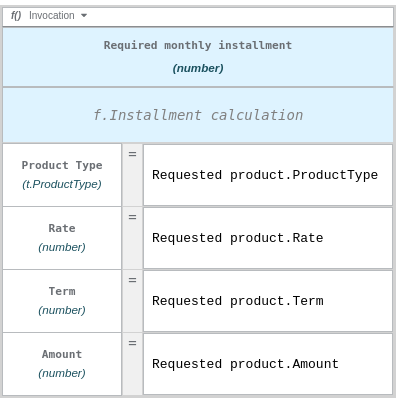 f() Invocation
Required monthly installment
(number)
f.Installment calculation
Product Type
(t.ProductType)
=
Requested product.ProductType
Rate
(number)
=
Requested product.Rate
Term
(number)
=
Requested product.Term
Amount
(number)
=
Requested product.Amount